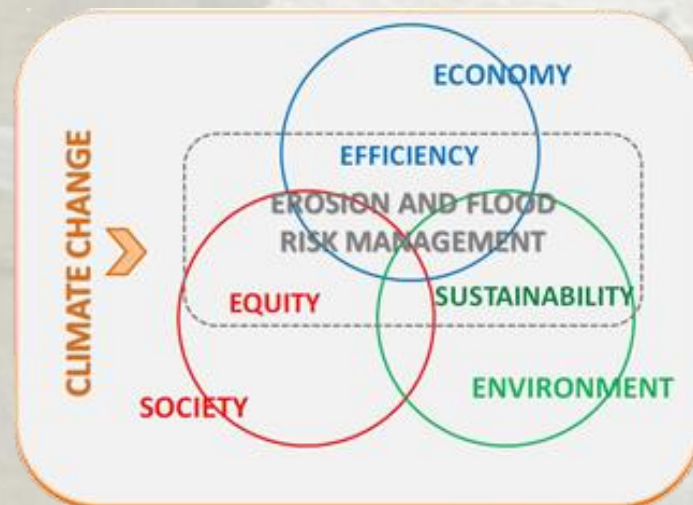 CLIMATE CHANGE
ECONOMY
EFFICIENCY
EROSION AND FLOOD
RISK MANAGEMENT
EQUITY
SUSTAINABILITY
SOCIETY
ENVIRONMENT